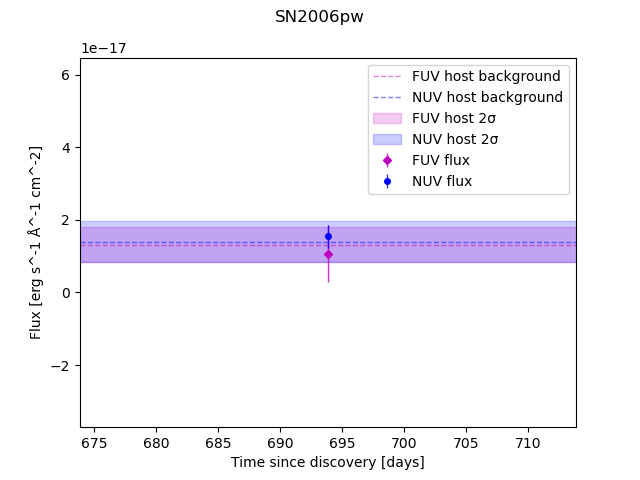 SN2006pw
1e−17
FUV host background
NUV host background
FUV host 2σ
NUV host 2σ
FUV flux
NUV flux
6
4
2
0
−2
Flux [erg s^-1 Å^-1 cm^-2]
675 680 685 690 695 700 705 710
Time since discovery [days]